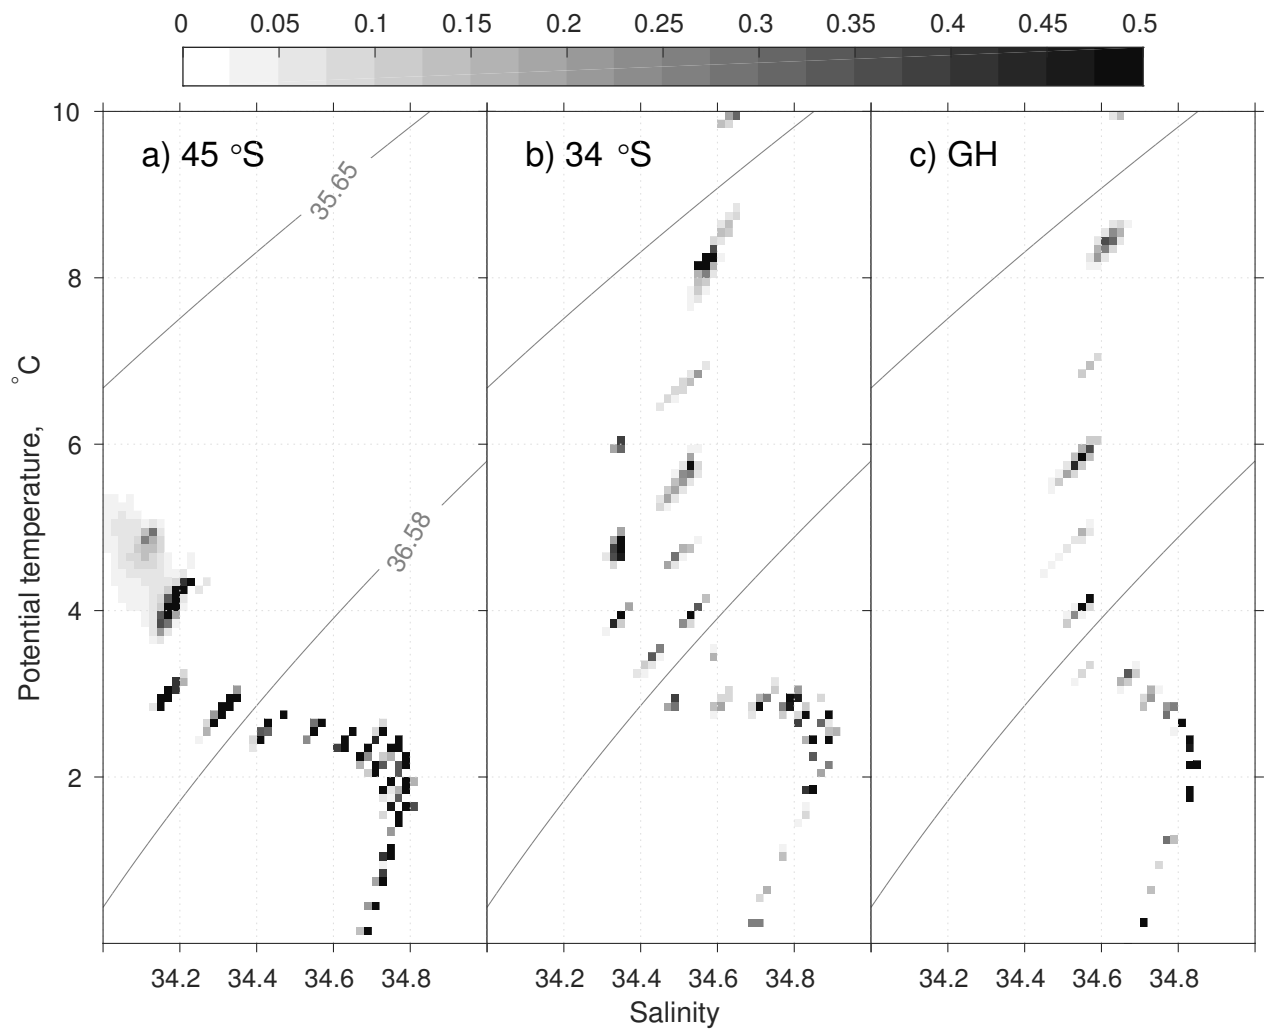 0 0.05 0.1 0.15 0.2 0.25 0.3 0.35 0.4 0.45 0.5
a) 45 °S
b) 34 °S
c) GH
35.65
36.58
10
8
6
4
2
Potential temperature, °C
34.2 34.4 34.6 34.8
34.2 34.4 34.6 34.8
34.2 34.4 34.6 34.8
Salinity